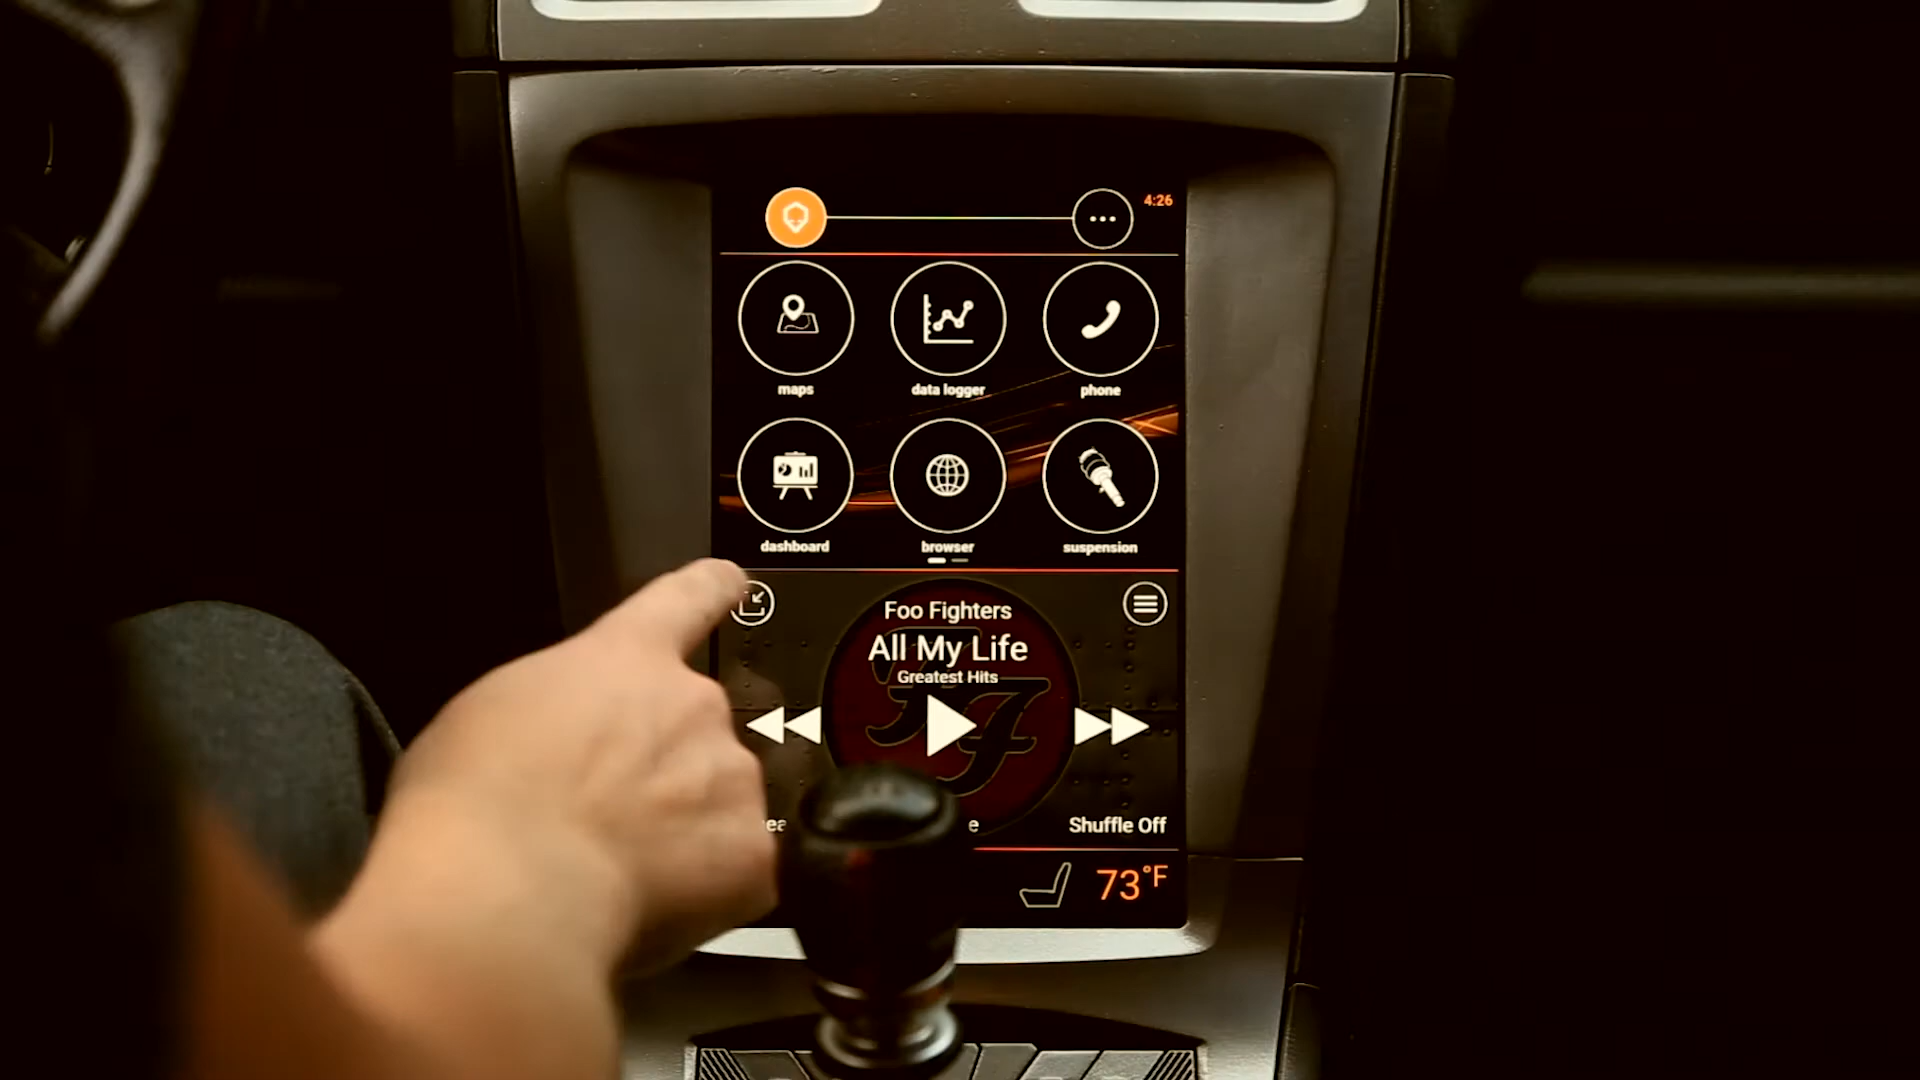 4:26
maps
data logger
phone
dashboard
browser
suspension
Foo Fighters
All My Life
Greatest Hits
Shuffle Off
73°F